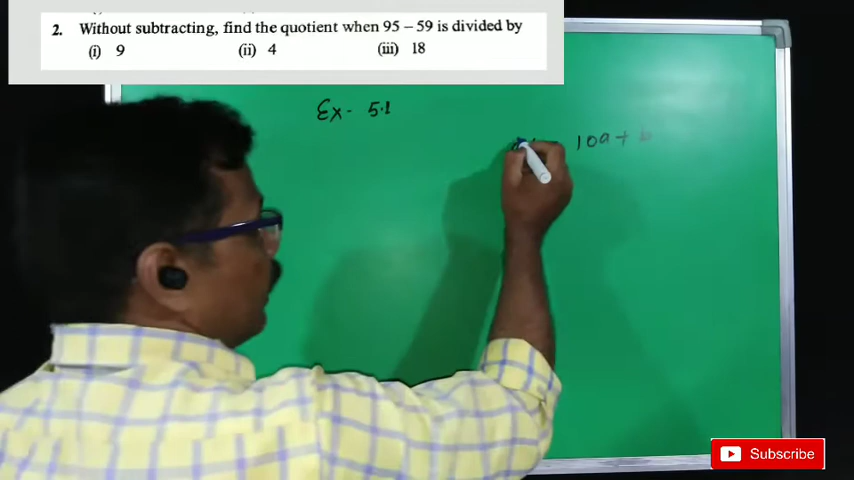 2. Without subtracting, find the quotient when 95 – 59 is divided by
(i) 9 (ii) 4 (iii) 18
Ex - 5.1
10a + b
Subscribe